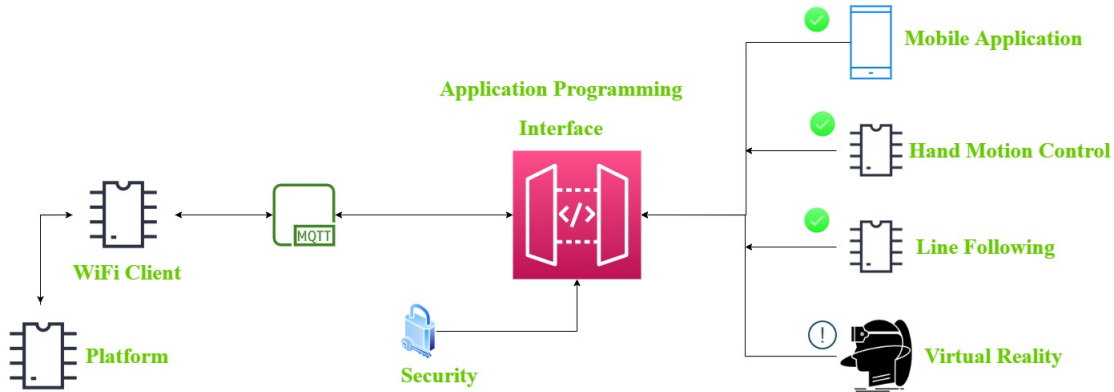 Mobile Application
Application Programming
Interface
Hand Motion Control
</>
MQTT
WiFi Client
Line Following
Platform
Security
Virtual Reality